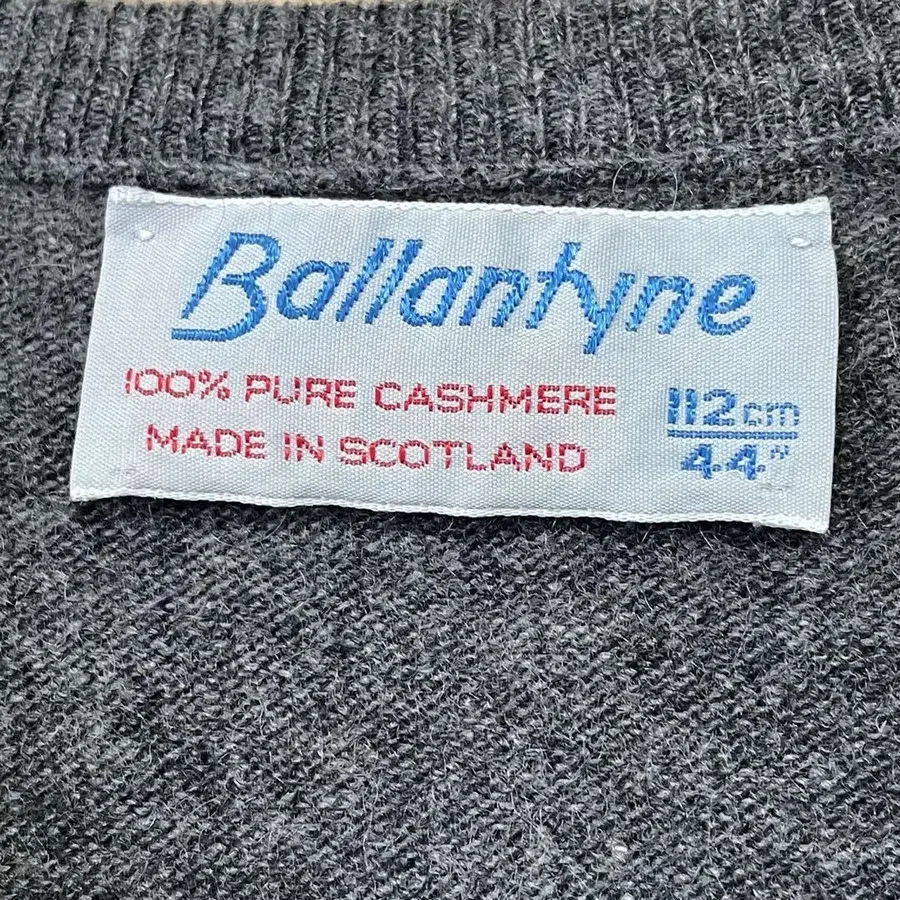 Ballantyne
100% PURE CASHMERE
MADE IN SCOTLAND
112cm
44"